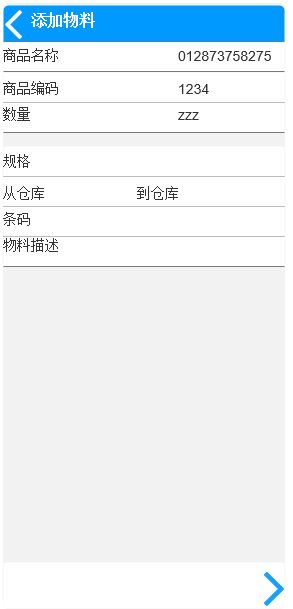 添加物料
商品名称 012873758275
商品编码 1234
数量 zzz
规格
从仓库 到仓库
条码
物料描述